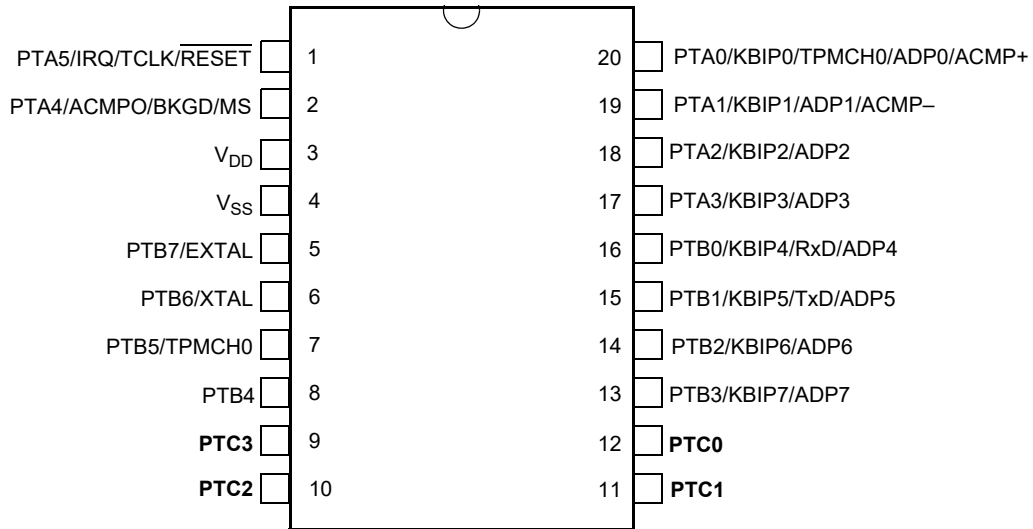 PTA5/IRQ/TCLK/RESET 1 20 PTA0/KBIP0/TPMCH0/ADP0/ACMP+
PTA4/ACMPO/BKGD/MS 2 19 PTA1/KBIP1/ADP1/ACMP–
VDD 3 18 PTA2/KBIP2/ADP2
VSS 4 17 PTA3/KBIP3/ADP3
PTB7/EXTAL 5 16 PTB0/KBIP4/RxD/ADP4
PTB6/XTAL 6 15 PTB1/KBIP5/TxD/ADP5
PTB5/TPMCH0 7 14 PTB2/KBIP6/ADP6
PTB4 8 13 PTB3/KBIP7/ADP7
PTC3 9 12 PTC0
PTC2 10 11 PTC1